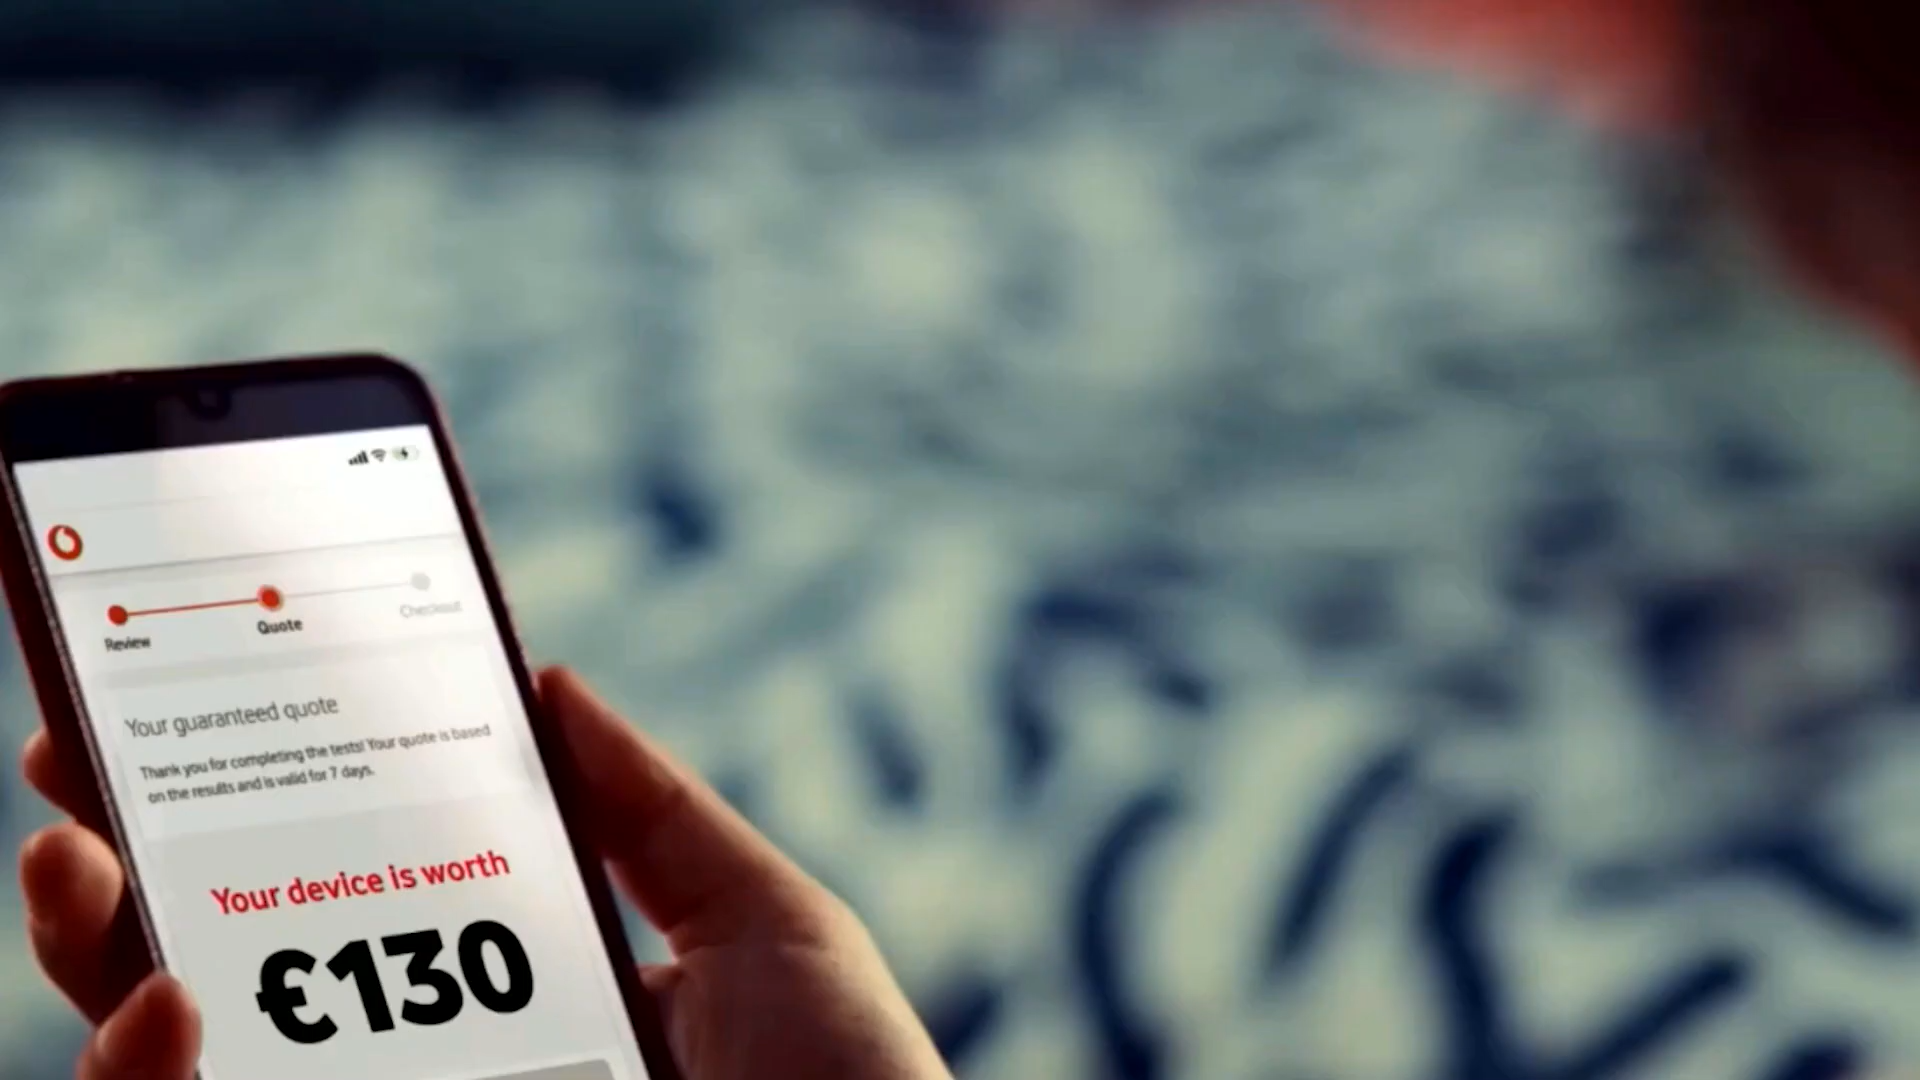 Review
Quote
Checkout
Your guaranteed quote
Thank you for completing the tests! Your quote is based
on the results and is valid for 7 days.
Your device is worth
€130